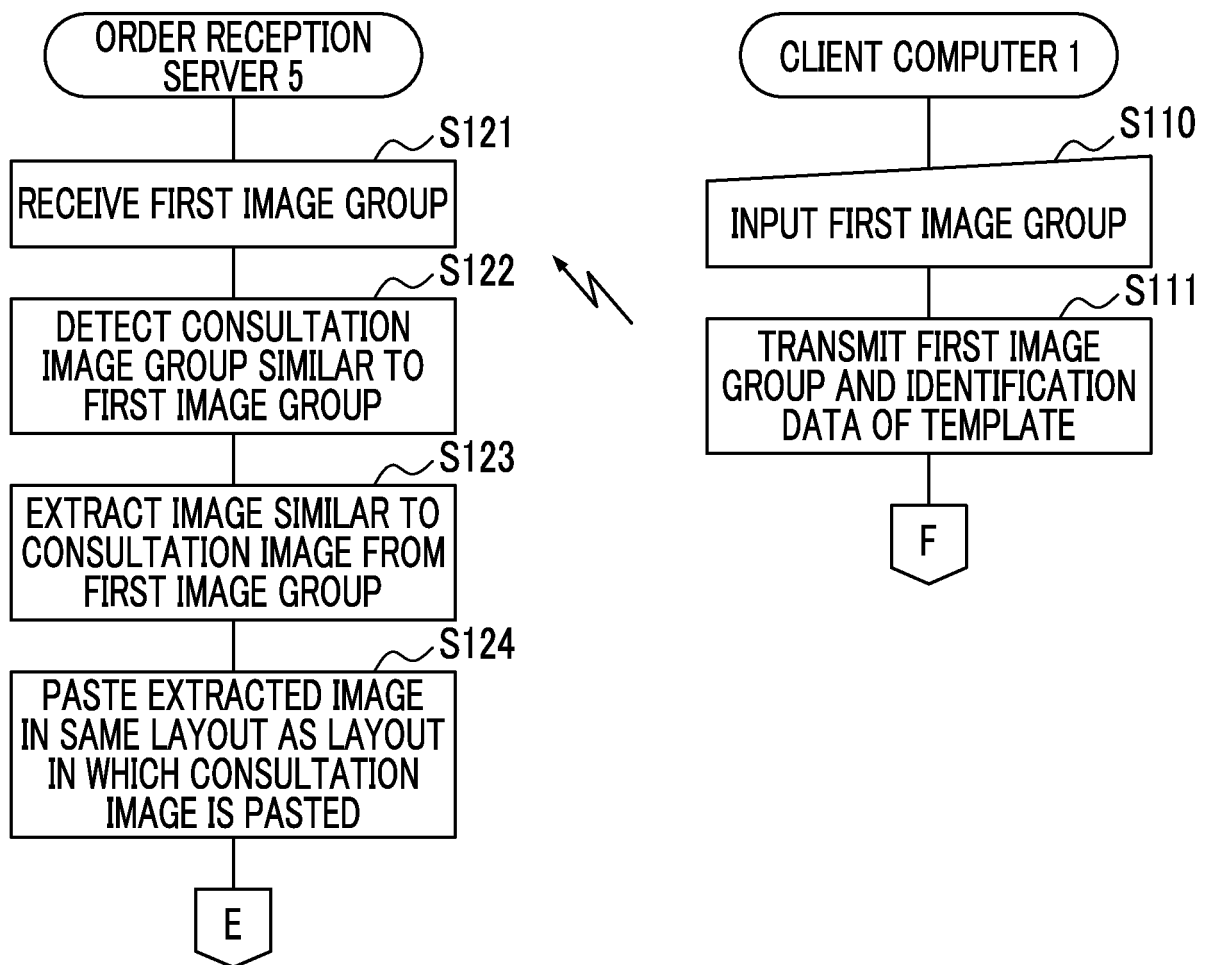 ORDER RECEPTION
SERVER 5
S121
RECEIVE FIRST IMAGE GROUP
S122
DETECT CONSULTATION
IMAGE GROUP SIMILAR TO
FIRST IMAGE GROUP
S123
EXTRACT IMAGE SIMILAR TO
CONSULTATION IMAGE FROM
FIRST IMAGE GROUP
S124
PASTE EXTRACTED IMAGE
IN SAME LAYOUT AS LAYOUT
IN WHICH CONSULTATION
IMAGE IS PASTED
E
CLIENT COMPUTER 1
S110
INPUT FIRST IMAGE GROUP
S111
TRANSMIT FIRST IMAGE
GROUP AND IDENTIFICATION
DATA OF TEMPLATE
F